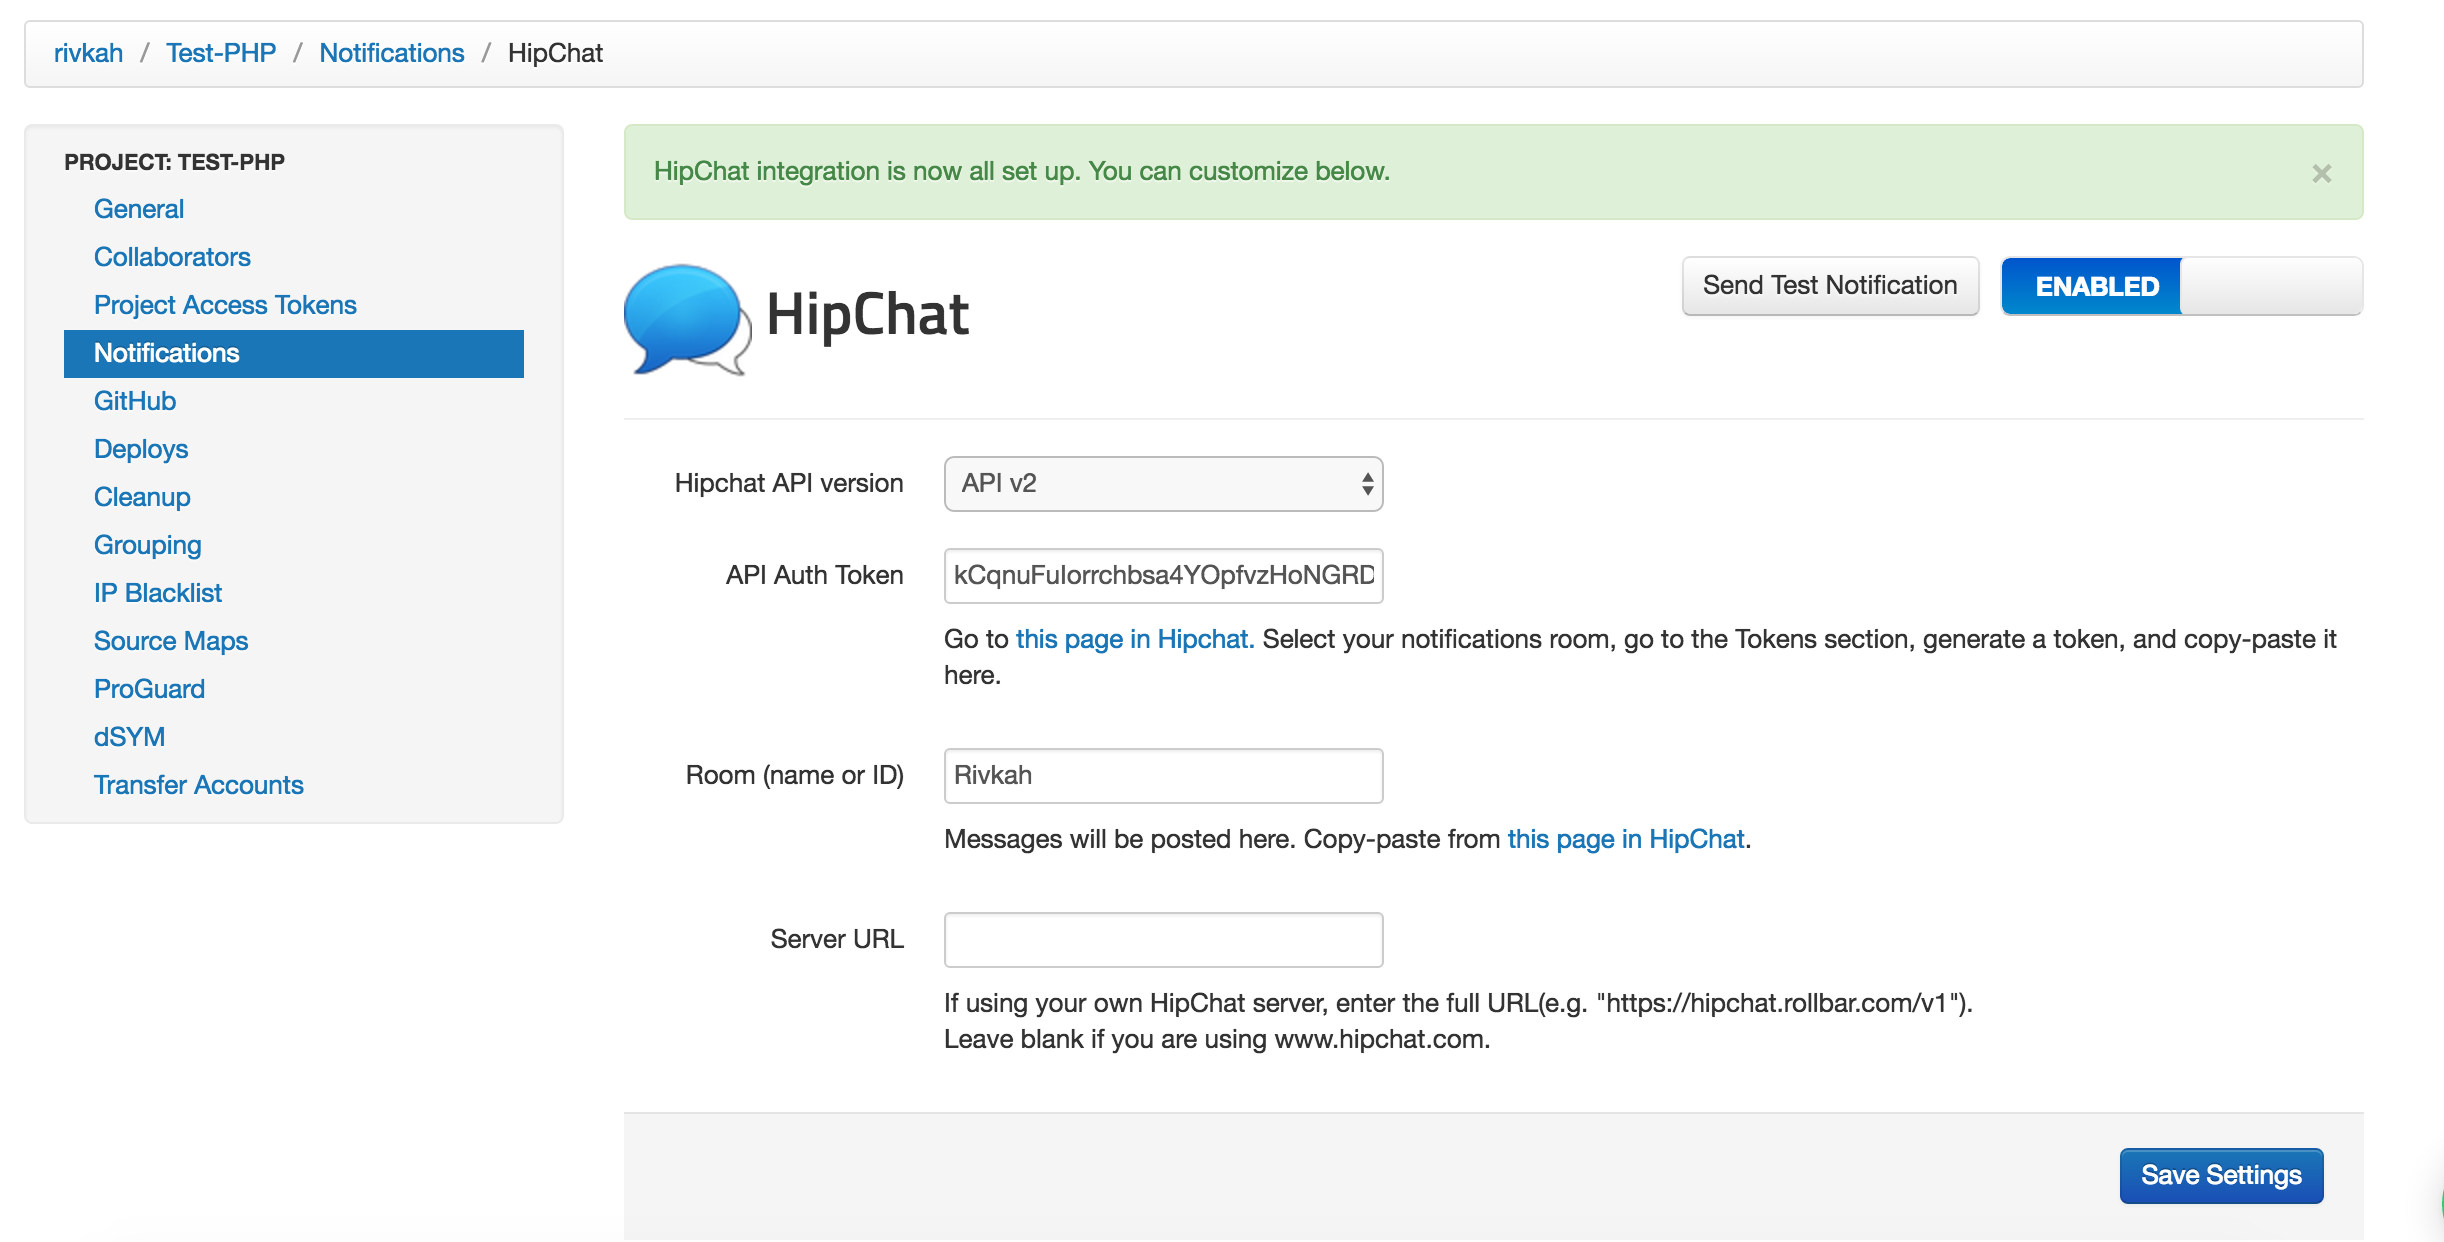 rivkah / Test-PHP / Notifications / HipChat
PROJECT: TEST-PHP
General
Collaborators
Project Access Tokens
Notifications
GitHub
Deploys
Cleanup
Grouping
IP Blacklist
Source Maps
ProGuard
dSYM
Transfer Accounts
HipChat integration is now all set up. You can customize below.
×
HipChat
Send Test Notification
ENABLED
Hipchat API version
API v2
API Auth Token
kCqnuFuIorrchbsa4YOpfvzHoNGRD
Go to this page in Hipchat. Select your notifications room, go to the Tokens section, generate a token, and copy-paste it
here.
Room (name or ID)
Rivkah
Messages will be posted here. Copy-paste from this page in HipChat.
Server URL
If using your own HipChat server, enter the full URL(e.g. "https://hipchat.rollbar.com/v1").
Leave blank if you are using www.hipchat.com.
Save Settings